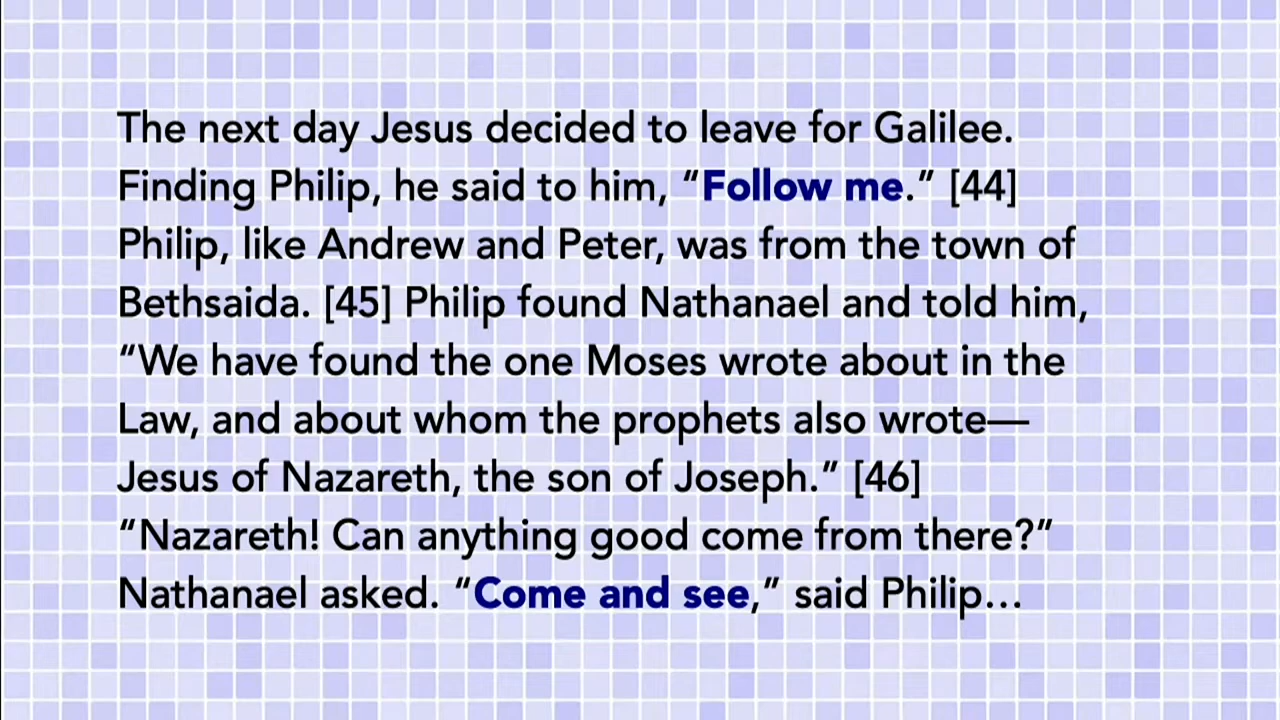 The next day Jesus decided to leave for Galilee.
Finding Philip, he said to him, “Follow me.” [44]
Philip, like Andrew and Peter, was from the town of
Bethsaida. [45] Philip found Nathanael and told him,
“We have found the one Moses wrote about in the
Law, and about whom the prophets also wrote—
Jesus of Nazareth, the son of Joseph.” [46]
“Nazareth! Can anything good come from there?”
Nathanael asked. “Come and see,” said Philip…